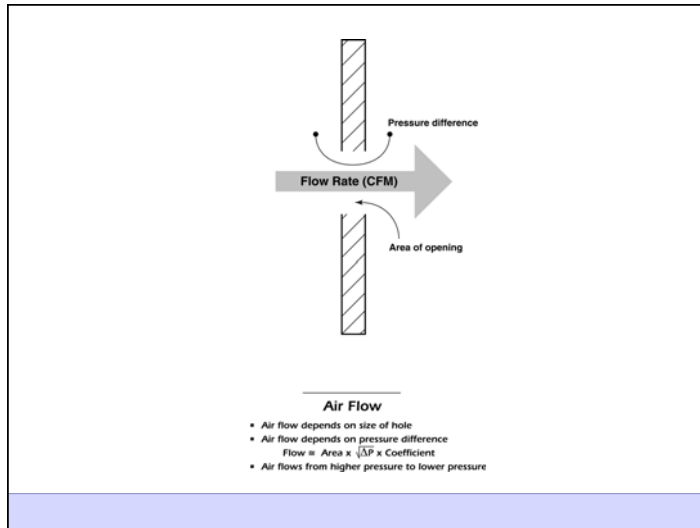 Pressure difference
Flow Rate (CFM)
Area of opening
Air Flow
▪ Air flow depends on size of hole
▪ Air flow depends on pressure difference
Flow ≅ Area x √ΔP x Coefficient
▪ Air flows from higher pressure to lower pressure